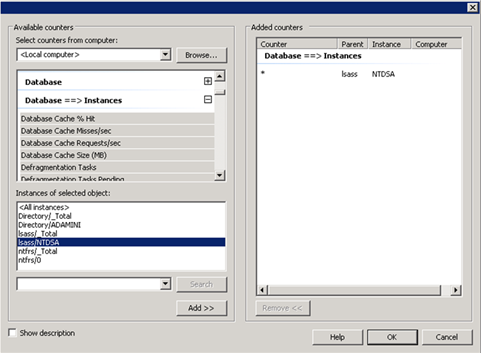 Available counters
Select counters from computer:
<Local computer>
Browse...
Database
Database ==> Instances
Database Cache % Hit
Database Cache Misses/sec
Database Cache Requests/sec
Database Cache Size (MB)
Defragmentation Tasks
Defragmentation Tasks Pending
Instances of selected object:
<All instances>
Directory/_Total
Directory/ADAMINI
lsass/_Total
lsass/NTDSA
ntfrs/_Total
ntfrs/0
Search
Add >>
Show description
Added counters
Counter Parent Instance Computer
Database ==> Instances
* lsass NTDSA
Remove <<
Help OK Cancel